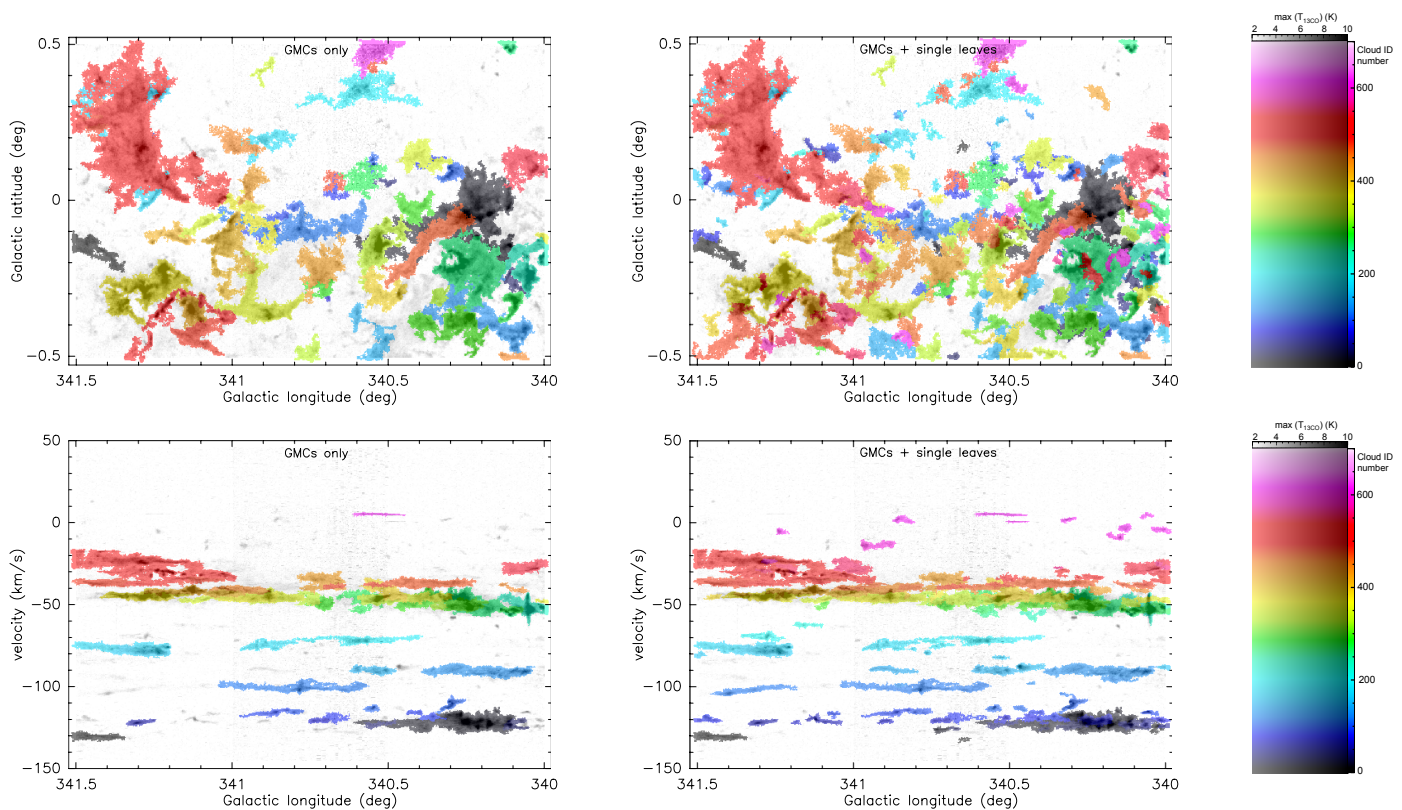 max (T13CO) (K)
2 4 6 8 10
Cloud ID
number
600
400
200
0
GMCs only
0.5
0
−0.5
Galactic latitude (deg)
341.5 341 340.5 340
Galactic longitude (deg)
GMCs + single leaves
0.5
0
−0.5
Galactic latitude (deg)
341.5 341 340.5 340
Galactic longitude (deg)
max (T13CO) (K)
2 4 6 8 10
Cloud ID
number
600
400
200
0
GMCs only
50
0
−50
−100
−150
velocity (km/s)
341.5 341 340.5 340
Galactic longitude (deg)
GMCs + single leaves
50
0
−50
−100
−150
velocity (km/s)
341.5 341 340.5 340
Galactic longitude (deg)